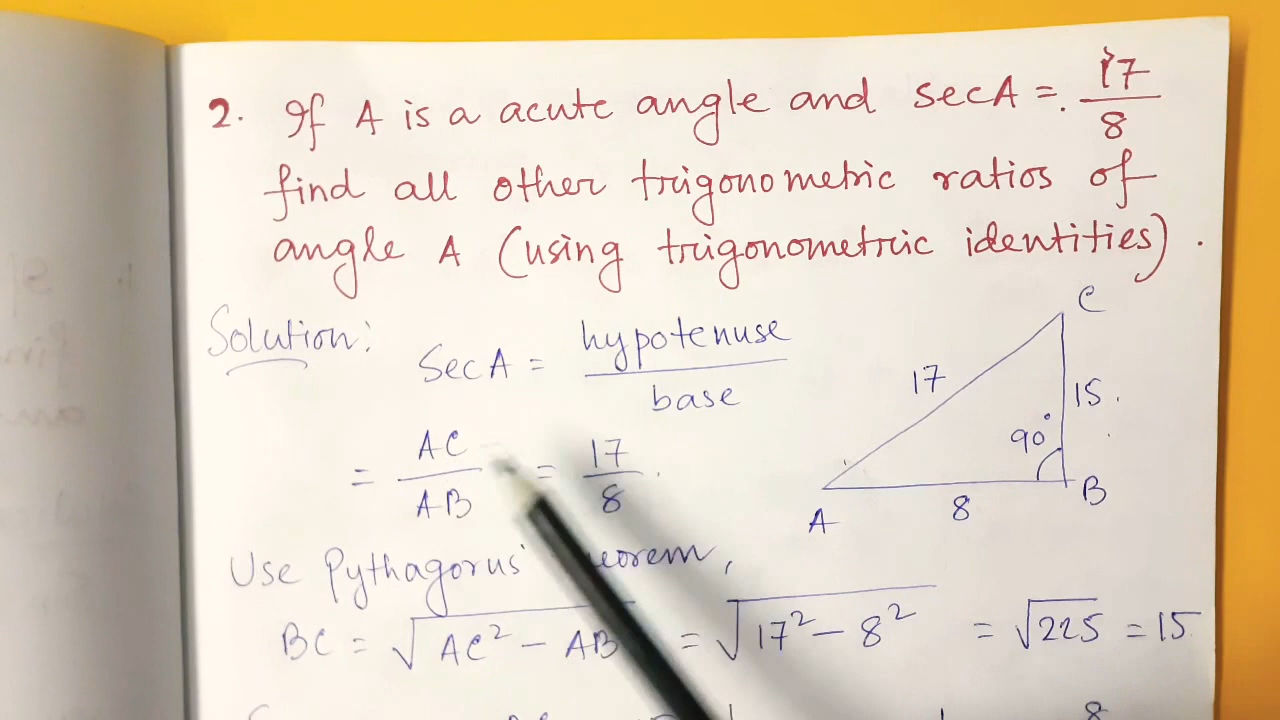 2. If A is a acute angle and secA = 17/8
find all other trigonometric ratios of
angle A (using trigonometric identities).
Solution: SecA = hypotenuse/base
= AC/AB = 17/8
C
17
15
90°
A
8
B
Use Pythagorus'
BC = √AC² - AB = √17² - 8² = √225 = 15
8